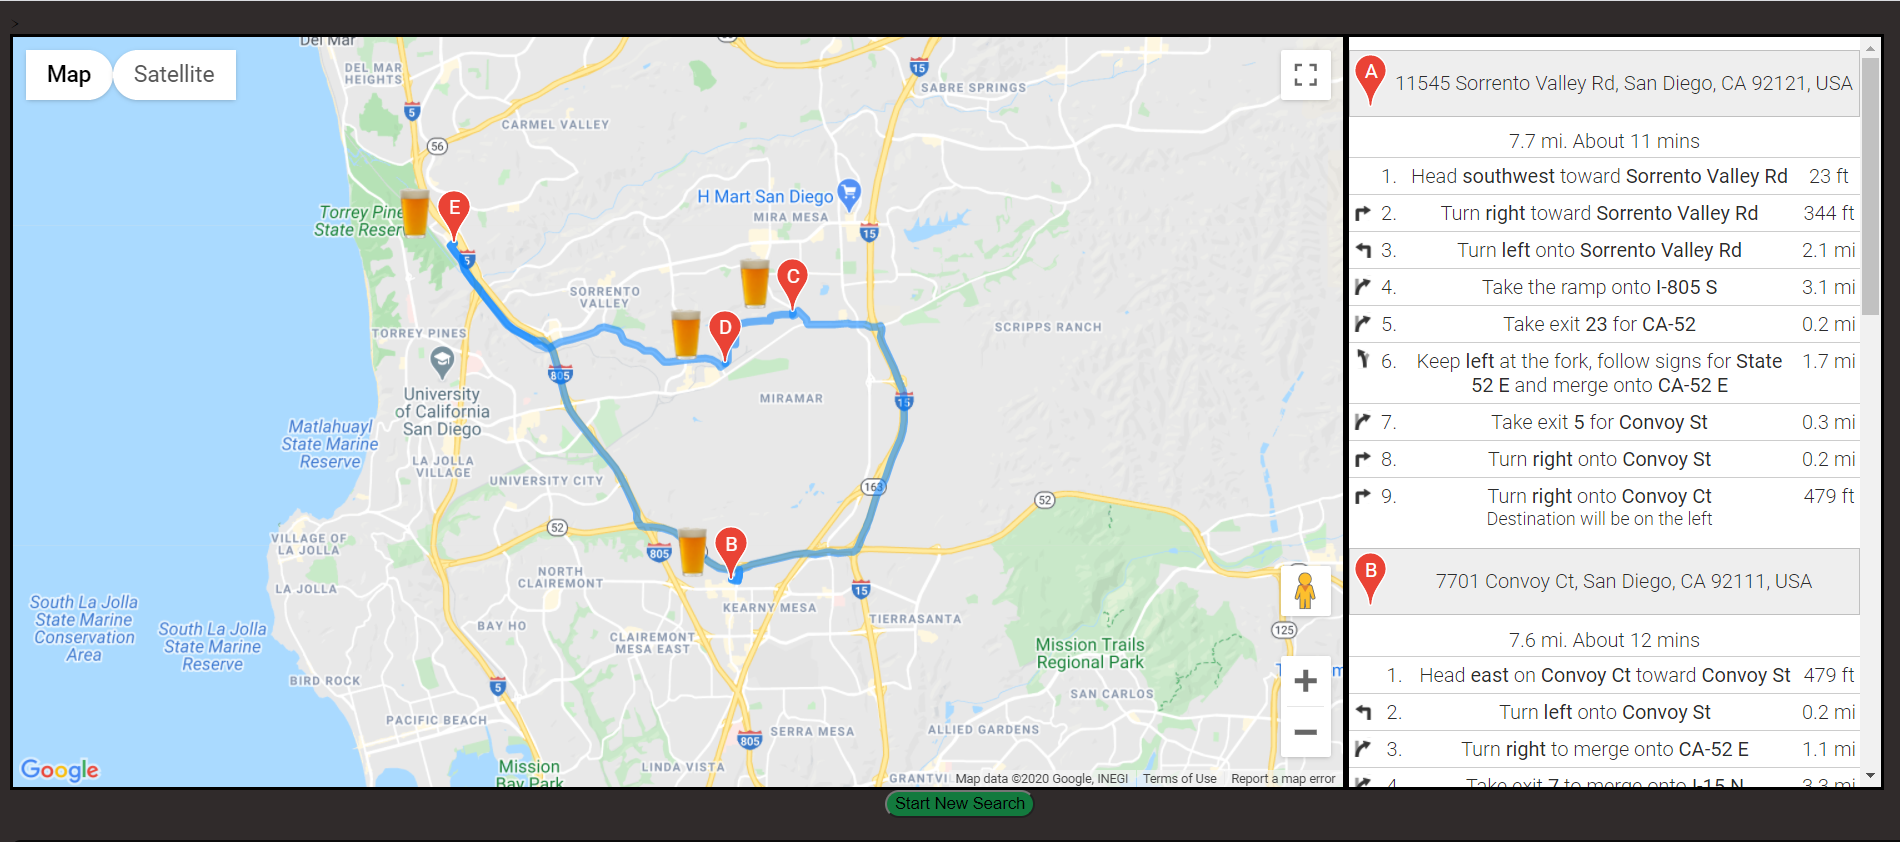 >
Map
Satellite
Del Mar
DEL MAR
HEIGHTS
5
15
SABRE SPRINGS
CARMEL VALLEY
56
H Mart San Diego
MIRA MESA
Torrey Pine
State Reserv
E
5
15
C
SORRENTO
VALLEY
D
TORREY PINES
SCRIPPS RANCH
805
University
of California
San Diego
MIRAMAR
15
Matlahuayl
State Marine
Reserve
LA JOLLA
VILLAGE
UNIVERSITY CITY
163
52
52
VILLAGE OF
LA JOLLA
805
B
NORTH
CLAIREMONT
LA JOLLA
15
KEARNY MESA
TIERRASANTA
South La Jolla
State Marine
Conservation
Area
South La Jolla
State Marine
Reserve
BAY HO
CLAIREMONT
MESA EAST
125
Mission Trails
Regional Park
BIRD ROCK
5
SAN CARLOS
PACIFIC BEACH
805
SERRA MESA
ALLIED GARDENS
LINDA VISTA
Mission
Bay Park
GRANTVI
Google
Map data ©2020 Google, INEGI
Terms of Use
Report a map error
A
11545 Sorrento Valley Rd, San Diego, CA 92121, USA
7.7 mi. About 11 mins
1. Head southwest toward Sorrento Valley Rd 23 ft
2. Turn right toward Sorrento Valley Rd 344 ft
3. Turn left onto Sorrento Valley Rd 2.1 mi
4. Take the ramp onto I-805 S 3.1 mi
5. Take exit 23 for CA-52 0.2 mi
6. Keep left at the fork, follow signs for State 1.7 mi
52 E and merge onto CA-52 E
7. Take exit 5 for Convoy St 0.3 mi
8. Turn right onto Convoy St 0.2 mi
9. Turn right onto Convoy Ct 479 ft
Destination will be on the left
B
7701 Convoy Ct, San Diego, CA 92111, USA
7.6 mi. About 12 mins
1. Head east on Convoy Ct toward Convoy St 479 ft
2. Turn left onto Convoy St 0.2 mi
3. Turn right to merge onto CA-52 E 1.1 mi
4. Take exit 7 to merge onto I-15 N 3.3 mi
Start New Search